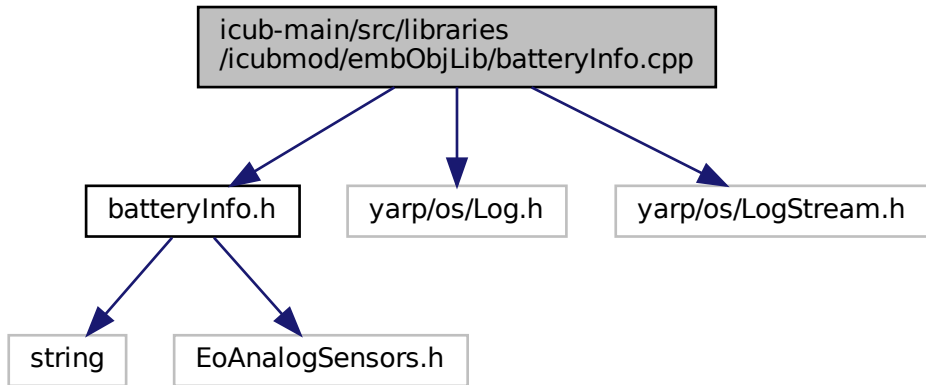 icub-main/src/libraries
/icubmod/embObjLib/batteryInfo.cpp
batteryInfo.h
yarp/os/Log.h
yarp/os/LogStream.h
string
EoAnalogSensors.h